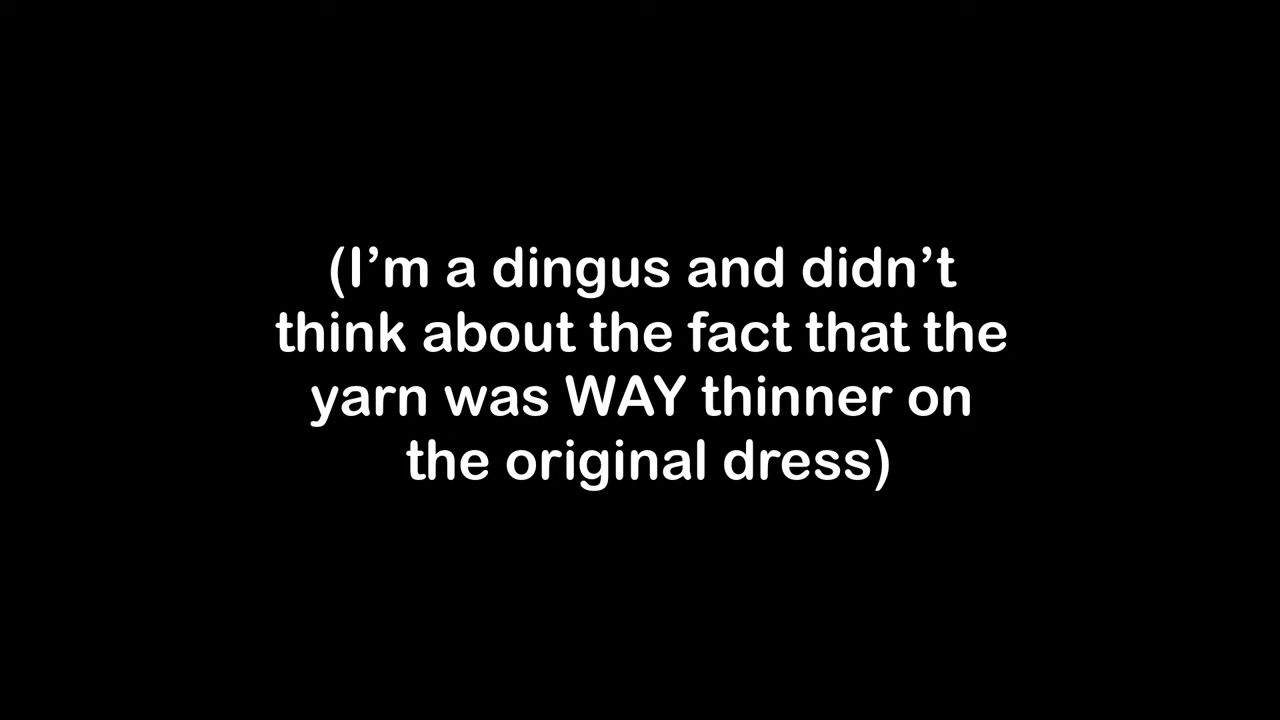 (I’m a dingus and didn’t
think about the fact that the
yarn was WAY thinner on
the original dress)